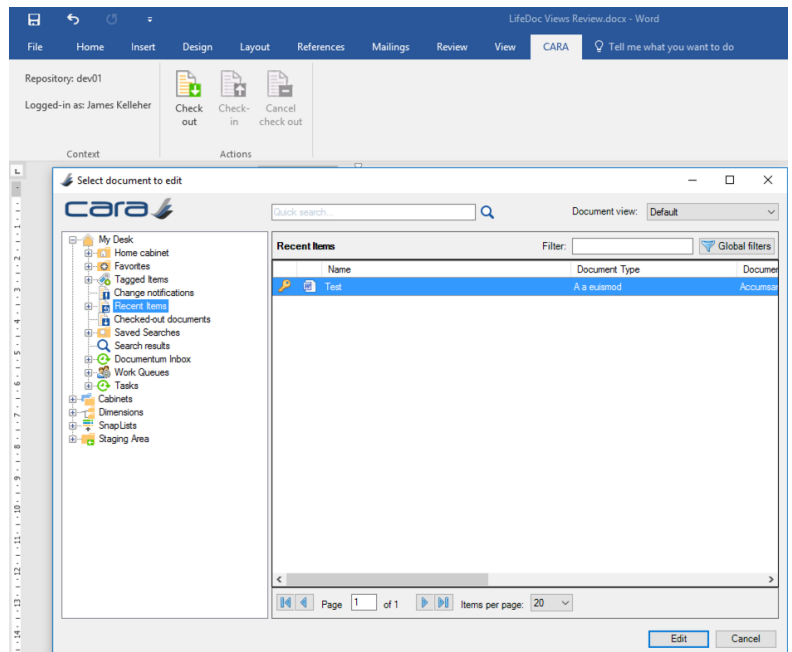 LifeDoc Views Review.docx - Word
File Home Insert Design Layout References Mailings Review View CARA Tell me what you want to do
Repository: dev01
Logged-in as: James Kelleher
Check out
Check-in
Cancel check out
Context Actions
Select document to edit
cara
Quick search...
Document view: Default
My Desk
Home cabinet
Favorites
Tagged Items
Change notifications
Recent Items
Checked-out documents
Saved Searches
Search results
Documentum Inbox
Work Queues
Tasks
Cabinets
Dimensions
SnapLists
Staging Area
Recent Items Filter: Global filters
Name Document Type Documen
Test A a euismod Accumsan
Page 1 of 1 Items per page: 20
Edit Cancel